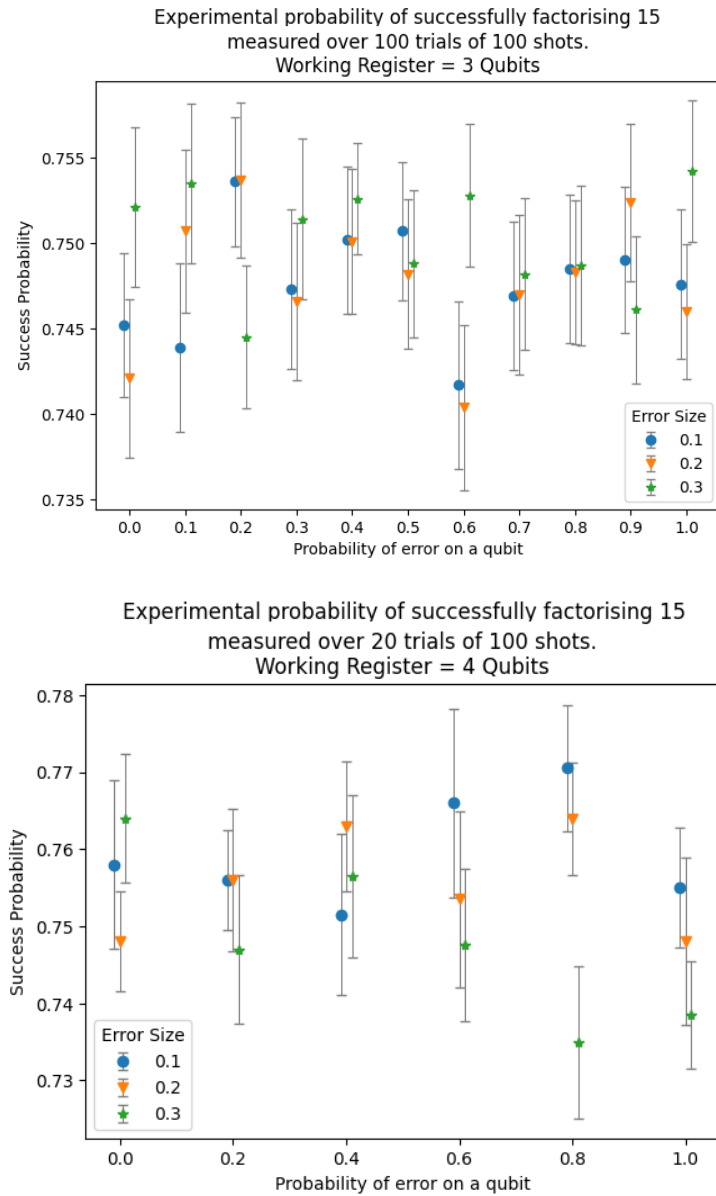 Experimental probability of successfully factorising 15
measured over 100 trials of 100 shots.
Working Register = 3 Qubits
Success Probability
0.755
0.750
0.745
0.740
0.735
Error Size
0.1
0.2
0.3
0.0 0.1 0.2 0.3 0.4 0.5 0.6 0.7 0.8 0.9 1.0
Probability of error on a qubit
Experimental probability of successfully factorising 15
measured over 20 trials of 100 shots.
Working Register = 4 Qubits
Success Probability
0.78
0.77
0.76
0.75
0.74
0.73
Error Size
0.1
0.2
0.3
0.0 0.2 0.4 0.6 0.8 1.0
Probability of error on a qubit